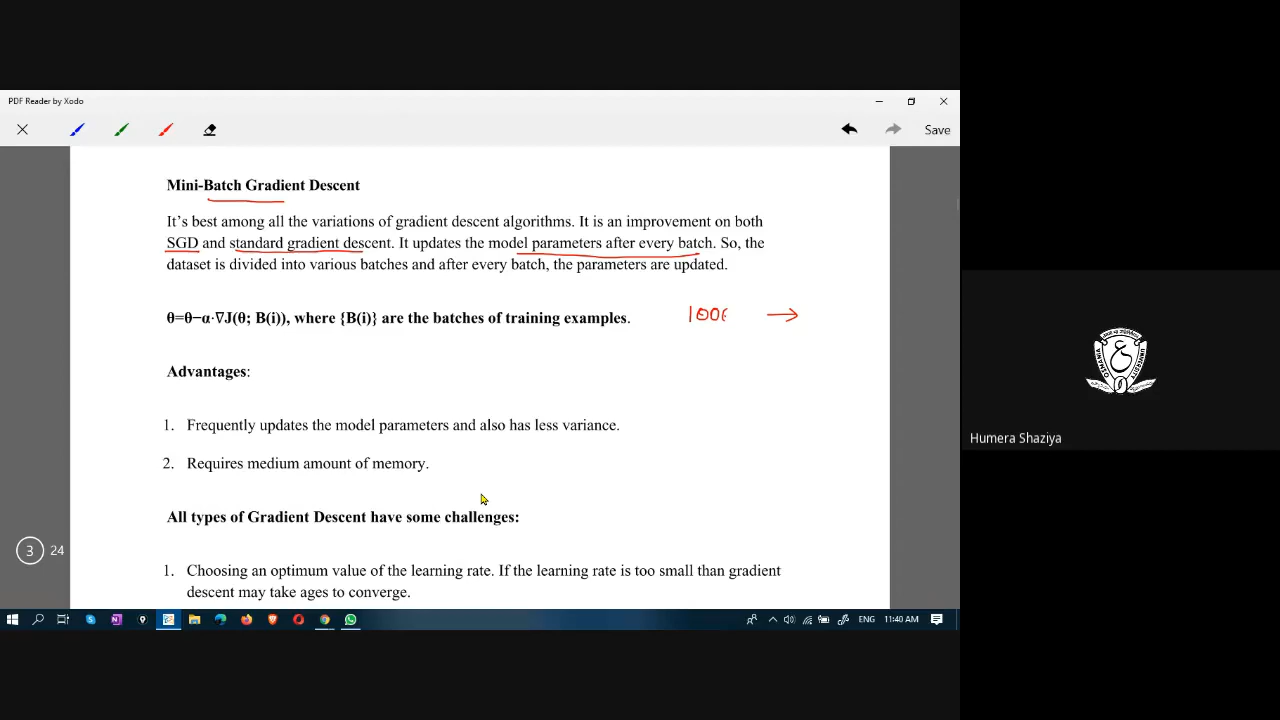 PDF Reader by Xodo
Save
Mini-Batch Gradient Descent
It’s best among all the variations of gradient descent algorithms. It is an improvement on both
SGD and standard gradient descent. It updates the model parameters after every batch. So, the
dataset is divided into various batches and after every batch, the parameters are updated.
θ=θ−α⋅∇J(θ; B(i)), where {B(i)} are the batches of training examples.
→
Advantages:
1. Frequently updates the model parameters and also has less variance.
2. Requires medium amount of memory.
All types of Gradient Descent have some challenges:
1. Choosing an optimum value of the learning rate. If the learning rate is too small than gradient
descent may take ages to converge.
3 24
ENG 11:40 AM
Humera Shaziya